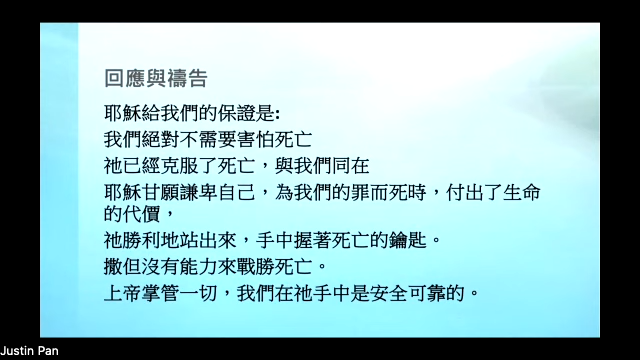 回應與禱告
耶穌給我們的保證是:
我們絕對不需要害怕死亡
祂已經克服了死亡，與我們同在
耶穌甘願謙卑自己，為我們的罪而死時，付出了生命
的代價，
祂勝利地站出來，手中握著死亡的鑰匙。
撒但沒有能力來戰勝死亡。
上帝掌管一切，我們在祂手中是安全可靠的。
Justin Pan